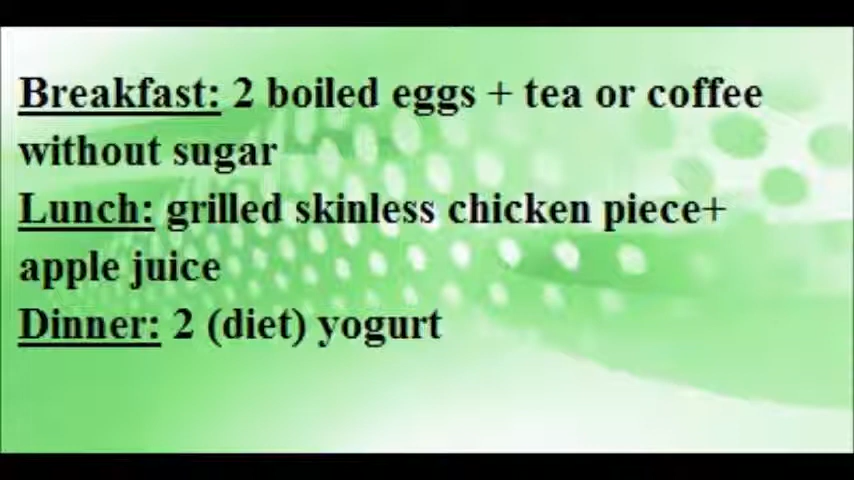 Breakfast: 2 boiled eggs + tea or coffee
without sugar
Lunch: grilled skinless chicken piece+
apple juice
Dinner: 2 (diet) yogurt